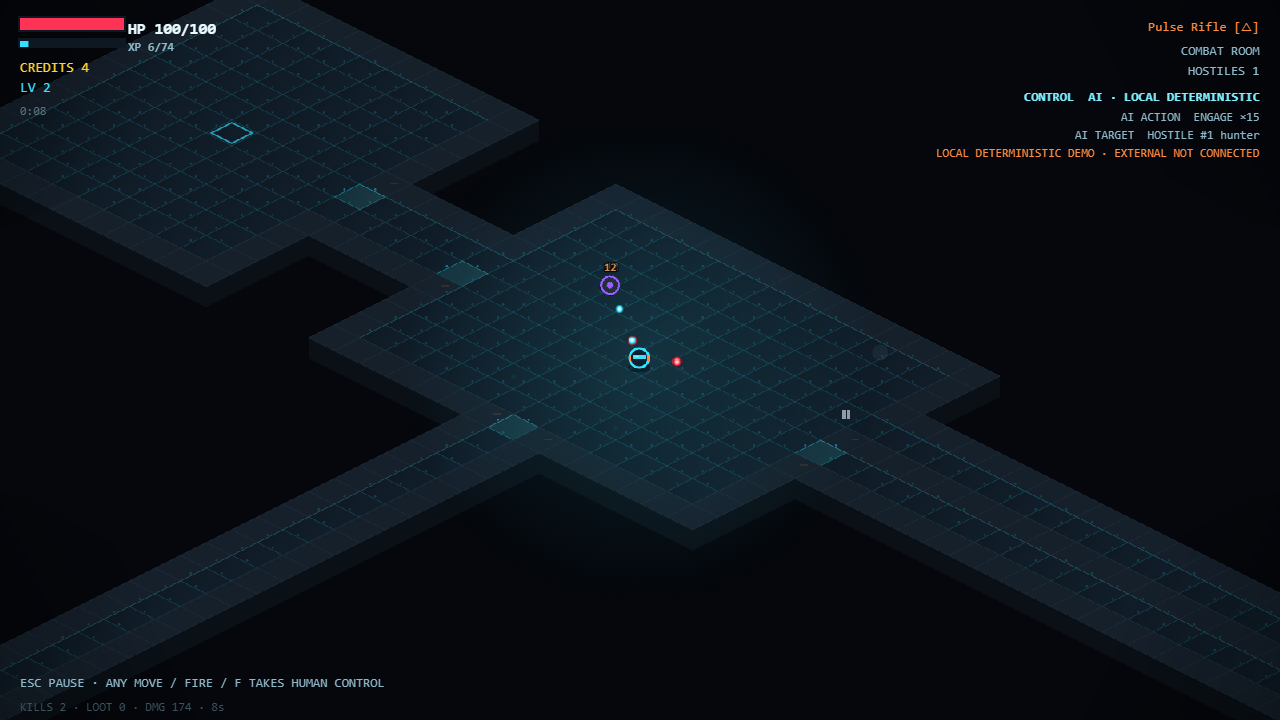 HP 100/100
XP 6/74
CREDITS 4
LV 2
0:08
Pulse Rifle [△]
COMBAT ROOM
HOSTILES 1
CONTROL AI · LOCAL DETERMINISTIC
AI ACTION ENGAGE ×15
AI TARGET HOSTILE #1 hunter
LOCAL DETERMINISTIC DEMO · EXTERNAL NOT CONNECTED
12
ESC PAUSE · ANY MOVE / FIRE / F TAKES HUMAN CONTROL
KILLS 2 · LOOT 0 · DMG 174 · 8s